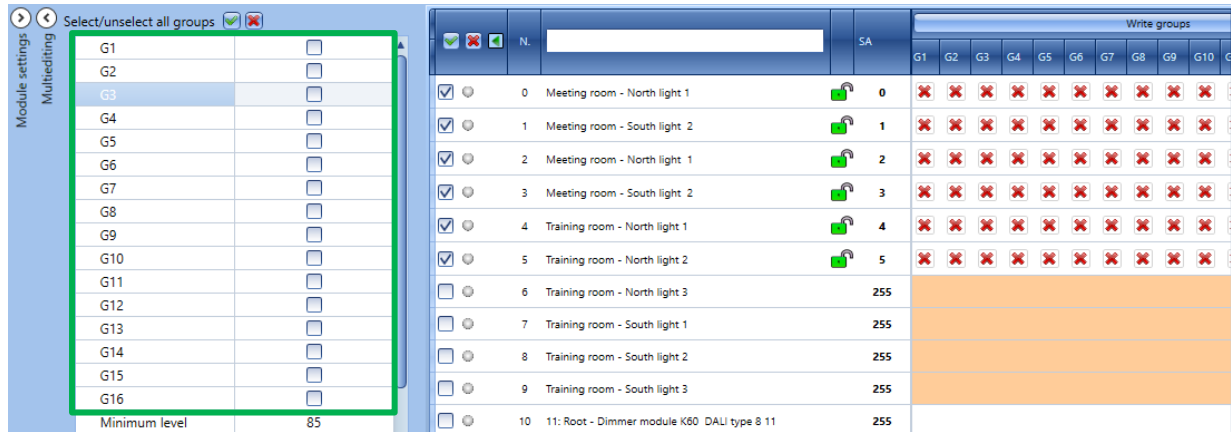 Module settings
Multiediting
Select/unselect all groups
G1
G2
G3
G4
G5
G6
G7
G8
G9
G10
G11
G12
G13
G14
G15
G16
Minimum level 85
N. SA Write groups
G1 G2 G3 G4 G5 G6 G7 G8 G9 G10
0 Meeting room - North light 1 0
1 Meeting room - South light 2 1
2 Meeting room - North light 1 2
3 Meeting room - South light 2 3
4 Training room - North light 1 4
5 Training room - North light 2 5
6 Training room - North light 3 255
7 Training room - South light 1 255
8 Training room - South light 2 255
9 Training room - South light 3 255
10 11: Root - Dimmer module K60 DALI type 8 11 255